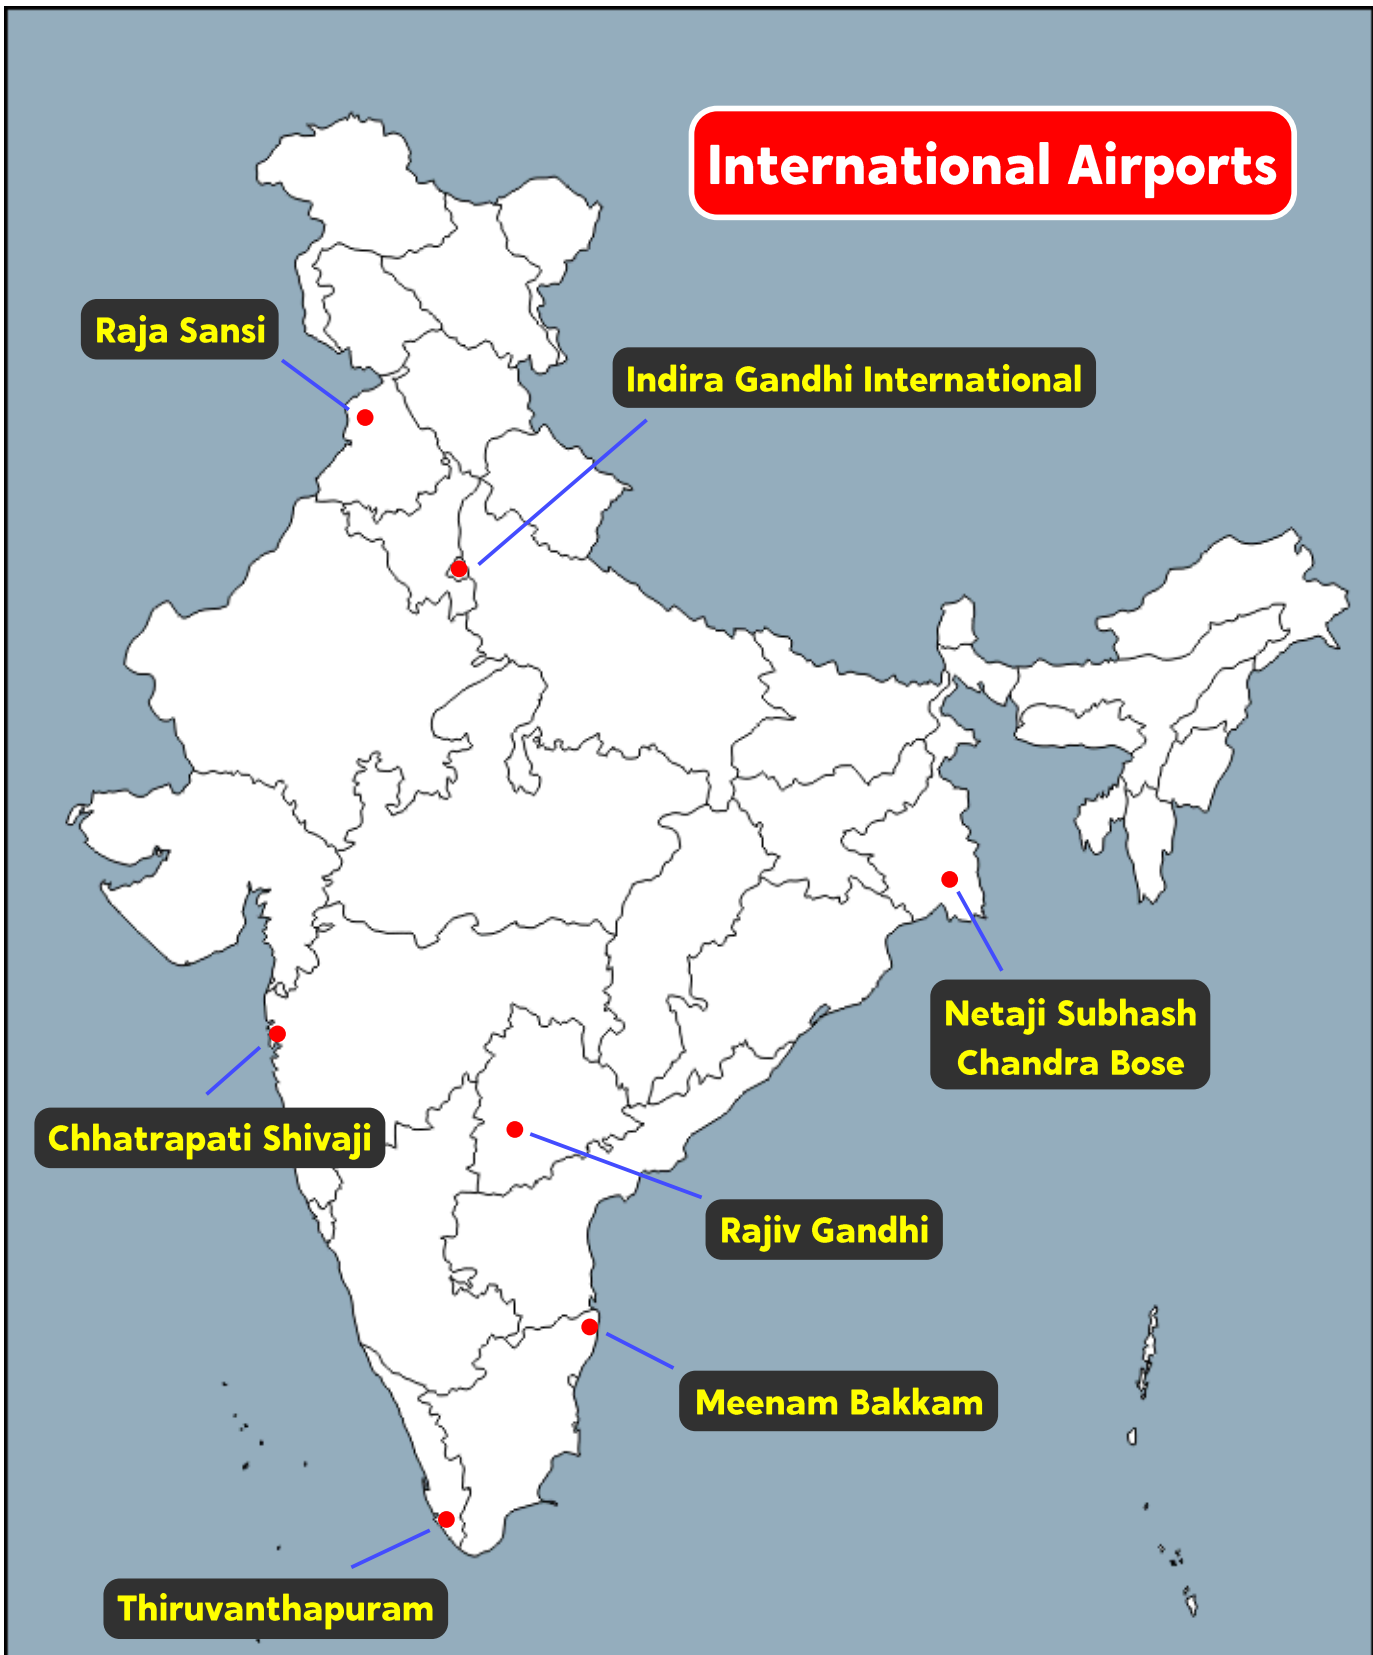 International Airports
Raja Sansi
Indira Gandhi International
Netaji Subhash
Chandra Bose
Chhatrapati Shivaji
Rajiv Gandhi
Meenam Bakkam
Thiruvanthapuram